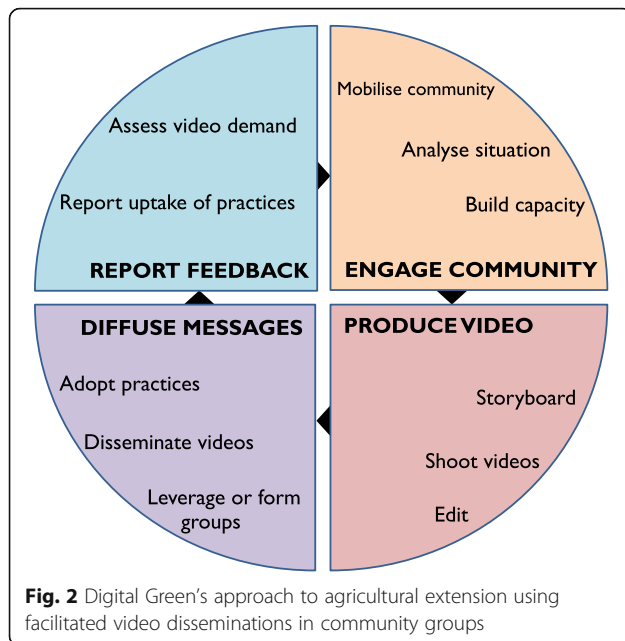 Assess video demand
Report uptake of practices
REPORT FEEDBACK
Mobilise community
Analyse situation
Build capacity
ENGAGE COMMUNITY
DIFFUSE MESSAGES
Adopt practices
Disseminate videos
Leverage or form
groups
PRODUCE VIDEO
Storyboard
Shoot videos
Edit
Fig. 2 Digital Green’s approach to agricultural extension using
facilitated video disseminations in community groups